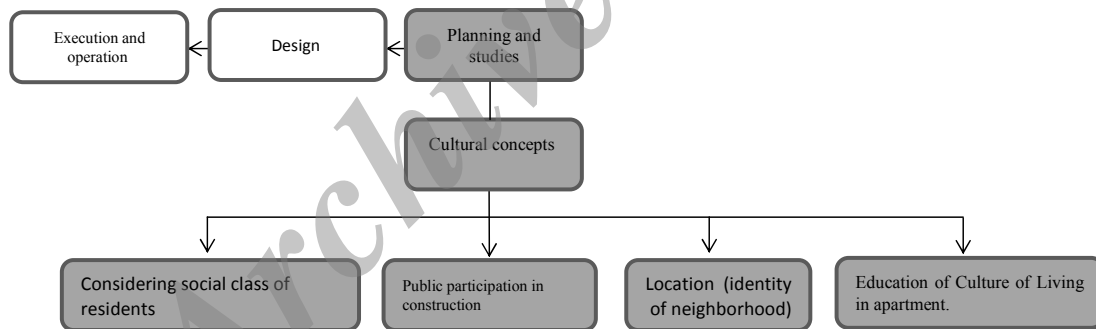 Execution and
operation
Design
Planning and
studies
Cultural concepts
Considering social class of
residents
Public participation in
construction
Location (identity
of neighborhood)
Education of Culture of Living
in apartment.
Archive